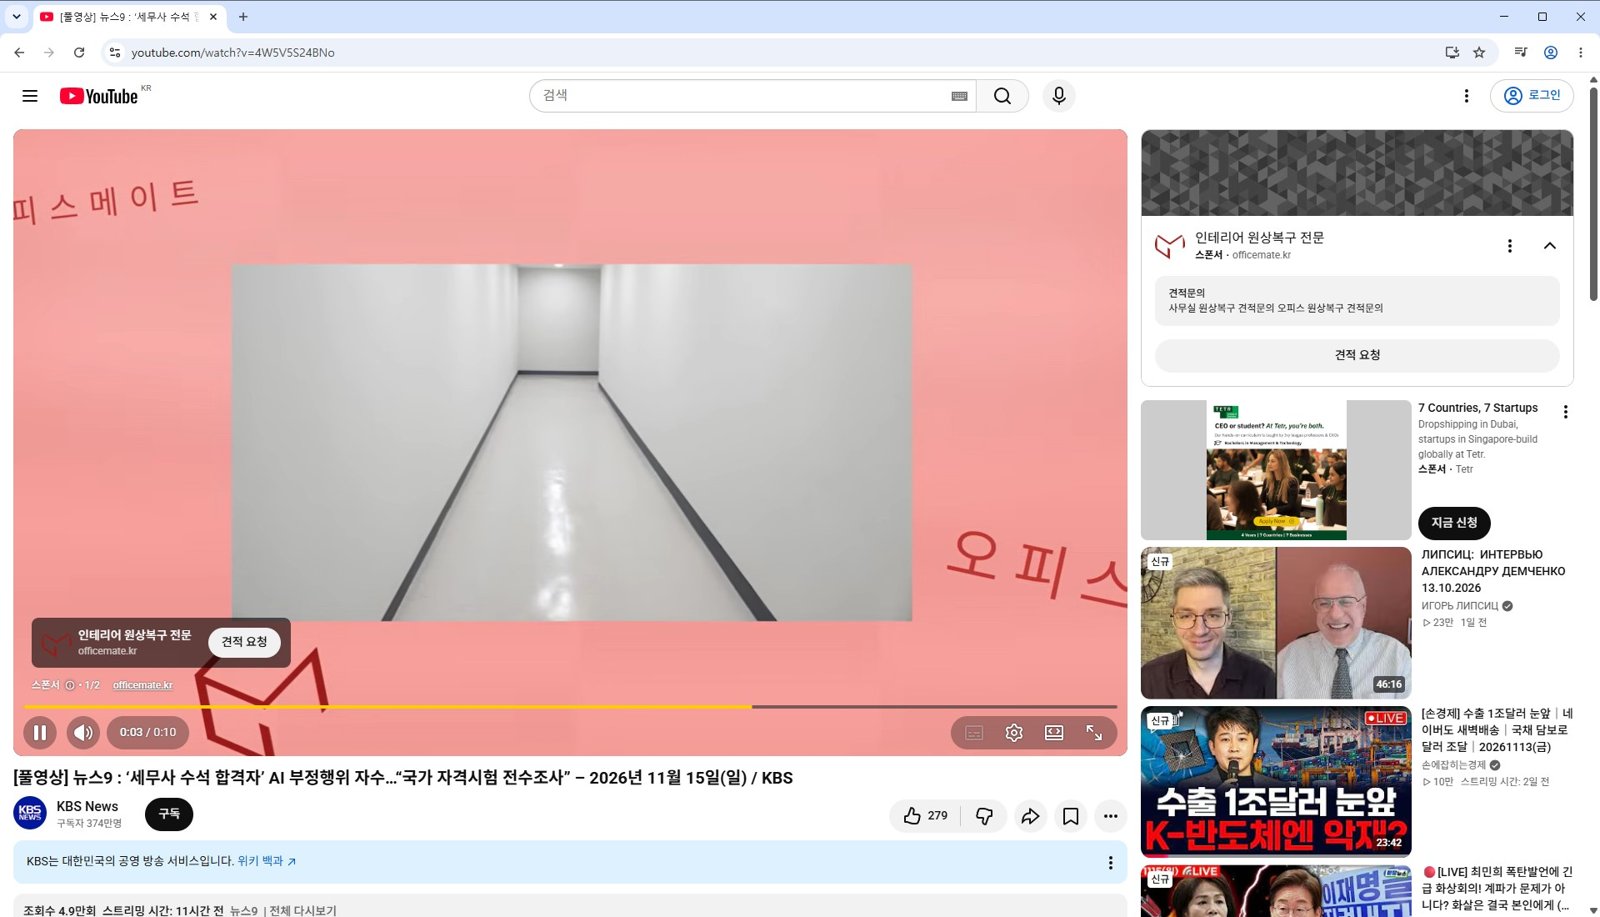 [풀영상] 뉴스9 : ‘세무사 수석
youtube.com/watch?v=4W5V5S24BNo
YouTube KR
검색
로그인
피스메이트
오피스
인테리어 원상복구 전문
officemate.kr
견적 요청
스폰서 · 1/2 officemate.kr
0:03 / 0:10
[풀영상] 뉴스9 : ‘세무사 수석 합격자’ AI 부정행위 자수...“국가 자격시험 전수조사” – 2026년 11월 15일(일) / KBS
KBS NEWS
KBS News
구독자 374만명
구독
279
KBS는 대한민국의 공영 방송 서비스입니다. 위키 백과
조회수 4.9만회 스트리밍 시간: 11시간 전 뉴스9 | 전체 다시보기
인테리어 원상복구 전문
스폰서 · officemate.kr
견적문의
사무실 원상복구 견적문의 오피스 원상복구 견적문의
견적 요청
TETR
CEO or student? At Tetr, you're both.
Bachelors in Management & Technology
Apply Now
4 Years | 7 Countries | 7 Businesses
7 Countries, 7 Startups
Dropshipping in Dubai,
startups in Singapore-build
globally at Tetr.
스폰서 · Tetr
지금 신청
신규
46:16
ЛИПСИЦ: ИНТЕРВЬЮ
АЛЕКСАНДРУ ДЕМЧЕНКО
13.10.2026
ИГОРЬ ЛИПСИЦ
23만 1일 전
신규
LIVE
수출 1조달러 눈앞
K-반도체엔 악재?
23:42
[손경제] 수출 1조달러 눈앞｜네
이버도 새벽배송｜국채 담보로
달러 조달｜20261113(금)
손에잡히는경제
10만 스트리밍 시간: 2일 전
신규
LIVE
이재명을
[LIVE] 최민희 폭탄발언에 긴
급 화상회의! 계파가 문제가 아
니다? 화살은 결국 본인에게 (...